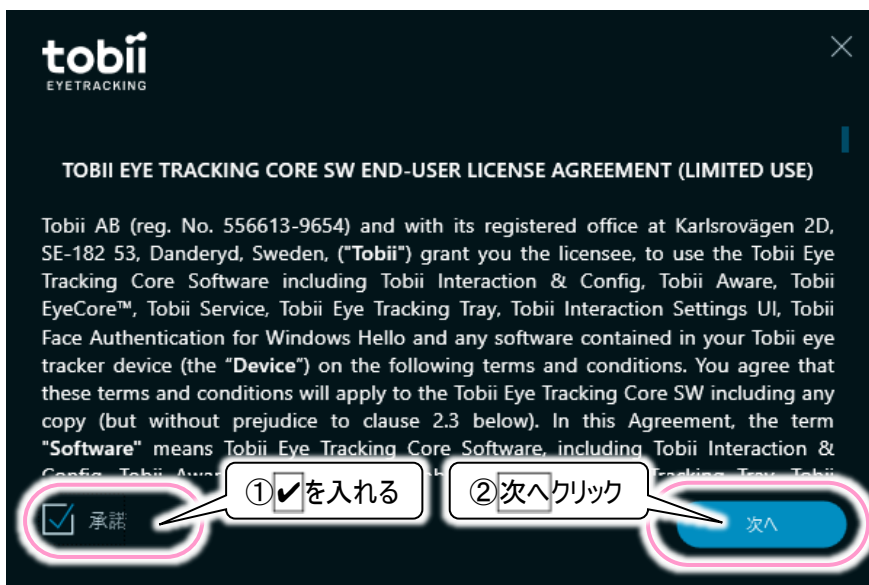 tobii
EYETRACKING
TOBII EYE TRACKING CORE SW END-USER LICENSE AGREEMENT (LIMITED USE)
Tobii AB (reg. No. 556613-9654) and with its registered office at Karlsrovägen 2D,
SE-182 53, Danderyd, Sweden, ("Tobii") grant you the licensee, to use the Tobii Eye
Tracking Core Software including Tobii Interaction & Config, Tobii Aware, Tobii
EyeCore™, Tobii Service, Tobii Eye Tracking Tray, Tobii Interaction Settings UI, Tobii
Face Authentication for Windows Hello and any software contained in your Tobii eye
tracker device (the “Device”) on the following terms and conditions. You agree that
these terms and conditions will apply to the Tobii Eye Tracking Core SW including any
copy (but without prejudice to clause 2.3 below). In this Agreement, the term
"Software" means Tobii Eye Tracking Core Software, including Tobii Interaction &
Config, Tobii Tracking Tray, Tobii
①✔を入れる
②次へクリック
承諾
次へ